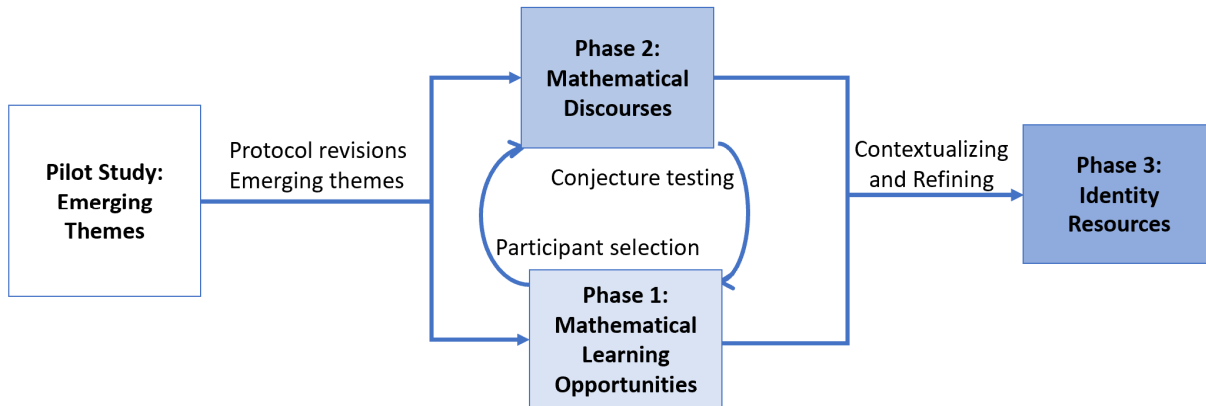 Pilot Study:
Emerging
Themes
Protocol revisions
Emerging themes
Phase 2:
Mathematical
Discourses
Conjecture testing
Participant selection
Phase 1:
Mathematical
Learning
Opportunities
Contextualizing
and Refining
Phase 3:
Identity
Resources